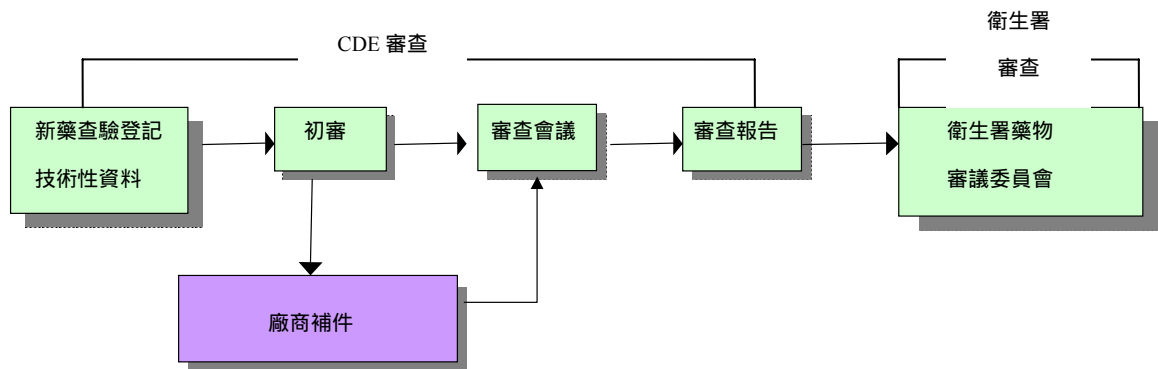 CDE 審查
衛生署
審查
新藥查驗登記
技術性資料
初審
審查會議
審查報告
衛生署藥物
審議委員會
廠商補件